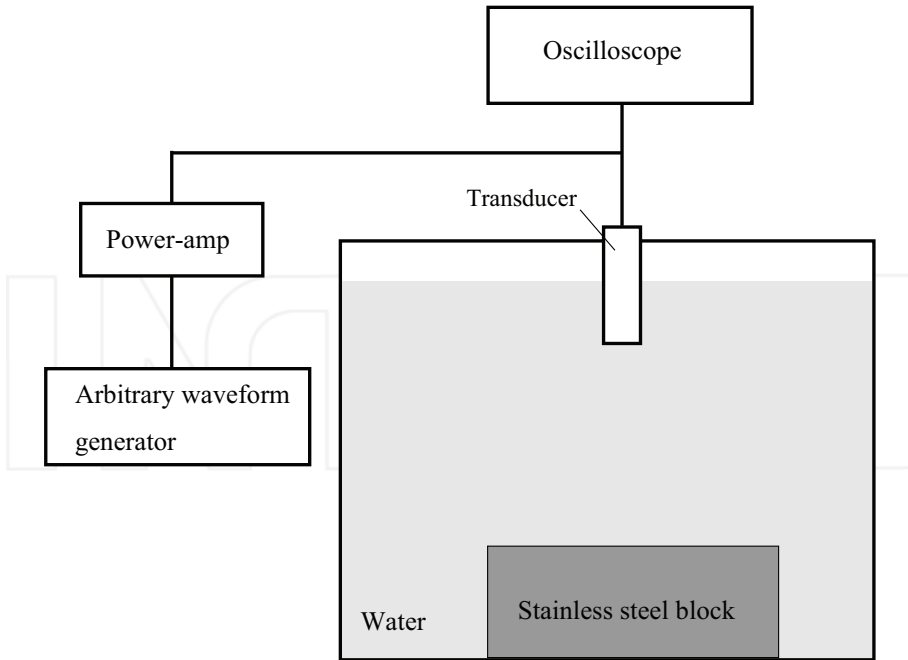 Oscilloscope
Transducer
Power-amp
Arbitrary waveform
generator
Stainless steel block
Water